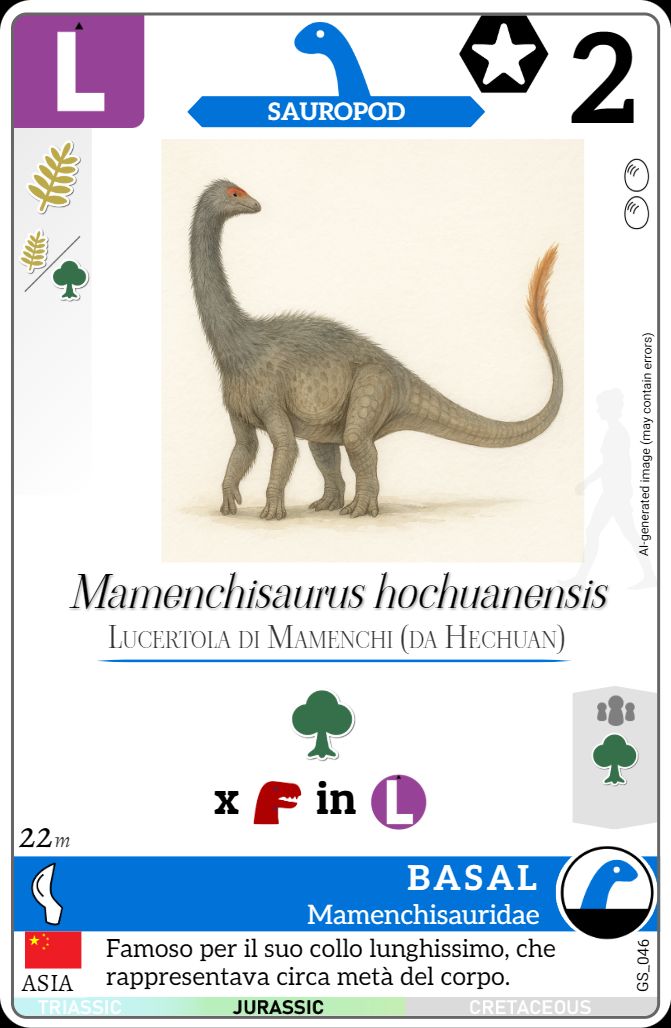 L
SAUROPOD
2
AI-generated image (may contain errors)
Mamenchisaurus hochuanensis
Lucertola di Mamenchi (da Hechuan)
x in L
22 m
BASAL
Mamenchisauridae
ASIA
Famoso per il suo collo lunghissimo, che
rappresentava circa metà del corpo.
GS_046
TRIASSIC JURASSIC CRETACEOUS